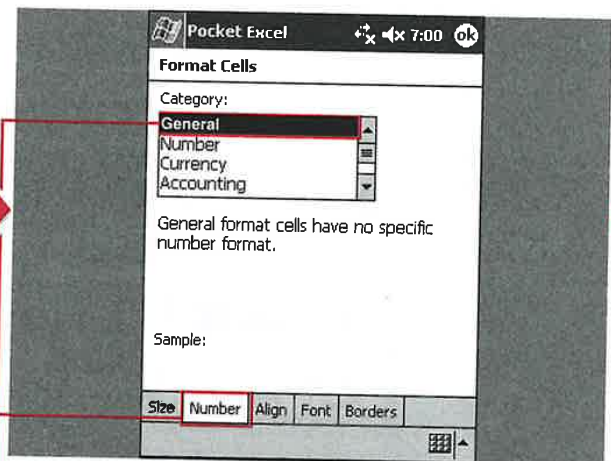 Pocket Excel 7:00 ok
Format Cells
Category:
General
Number
Currency
Accounting
General format cells have no specific
number format.
Sample:
Size Number Align Font Borders